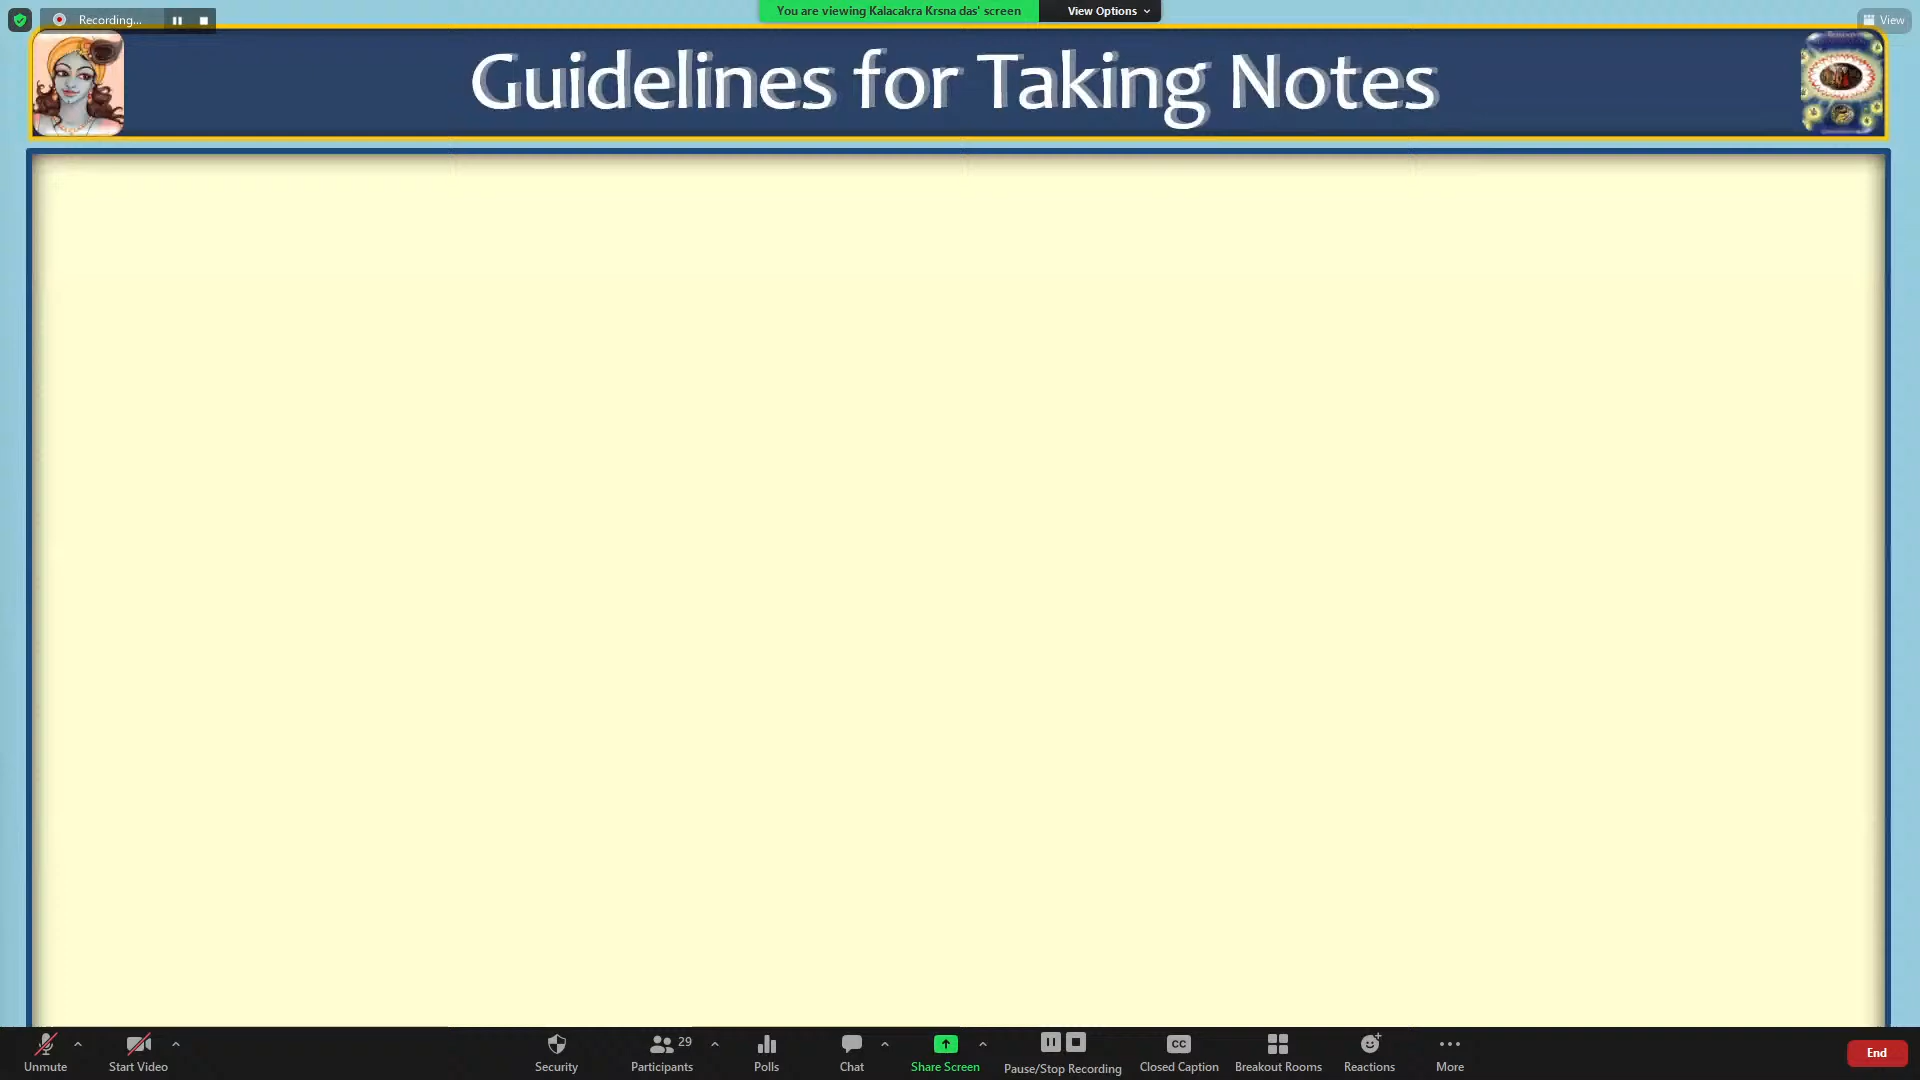 Recording...
You are viewing Kalacakra Krsna das' screen
View Options
View
Guidelines for Taking Notes
Unmute
Start Video
Security
Participants
29
Polls
Chat
Share Screen
Pause/Stop Recording
CC
Closed Caption
Breakout Rooms
Reactions
More
End